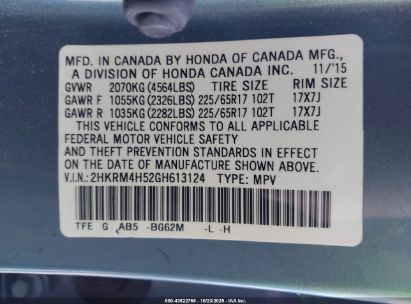 MFD. IN CANADA BY HONDA OF CANADA MFG.,
A DIVISION OF HONDA CANADA INC. 11/'15
GVWR 2070KG (4564LBS) TIRE SIZE RIM SIZE
GAWR F 1055KG (2326LBS) 225/65R17 102T 17X7J
GAWR R 1035KG (2282LBS) 225/65R17 102T 17X7J
THIS VEHICLE CONFORMS TO ALL APPLICABLE
FEDERAL MOTOR VEHICLE SAFETY
AND THEFT PREVENTION STANDARDS IN EFFECT
ON THE DATE OF MANUFACTURE SHOWN ABOVE.
V.I.N.: 2HKRM4H52GH613124 TYPE: MPV
TFE G AB5 -BG62M -L -H